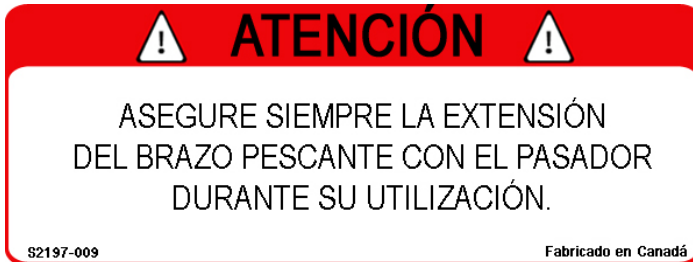 ATENCIÓN
ASEGURE SIEMPRE LA EXTENSIÓN
DEL BRAZO PESCANTE CON EL PASADOR
DURANTE SU UTILIZACIÓN.
S2197-009 Fabricado en Canadá